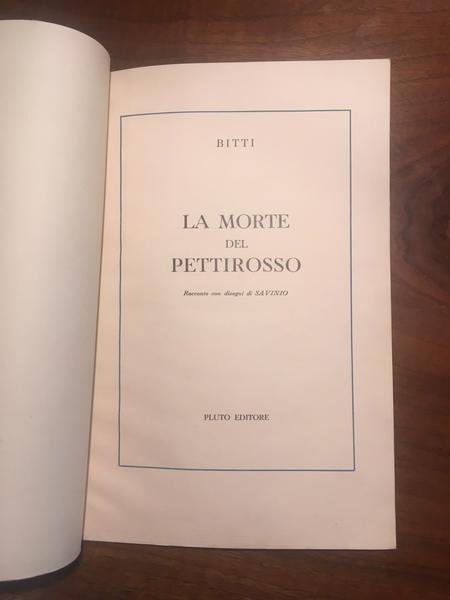 BITTI
LA MORTE
DEL
PETTIROSSO
Racconto con disegni di SAVINIO
PLUTO EDITORE